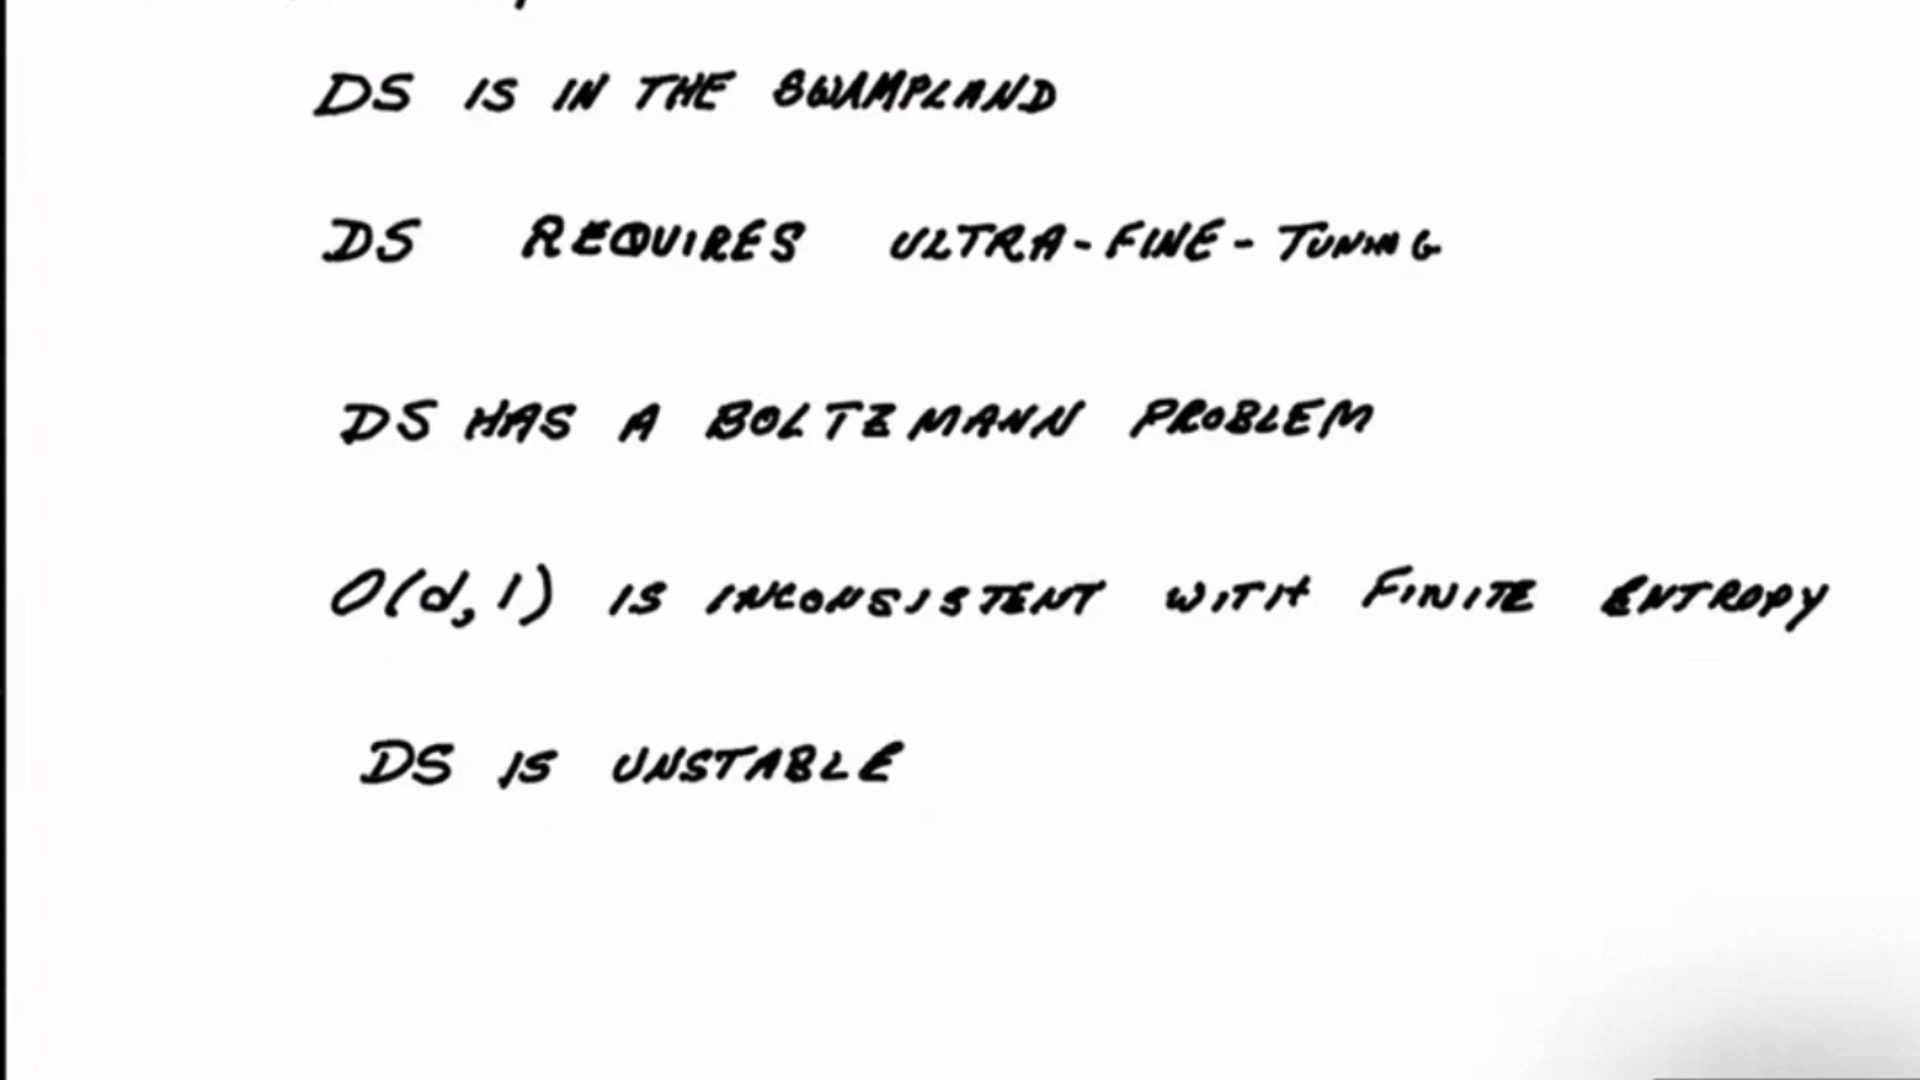 DS IS IN THE SWAMPLAND
DS REQUIRES ULTRA-FINE-TUNING
DS HAS A BOLTZMANN PROBLEM
O(d,1) IS INCONSISTENT WITH FINITE ENTROPY
DS IS UNSTABLE